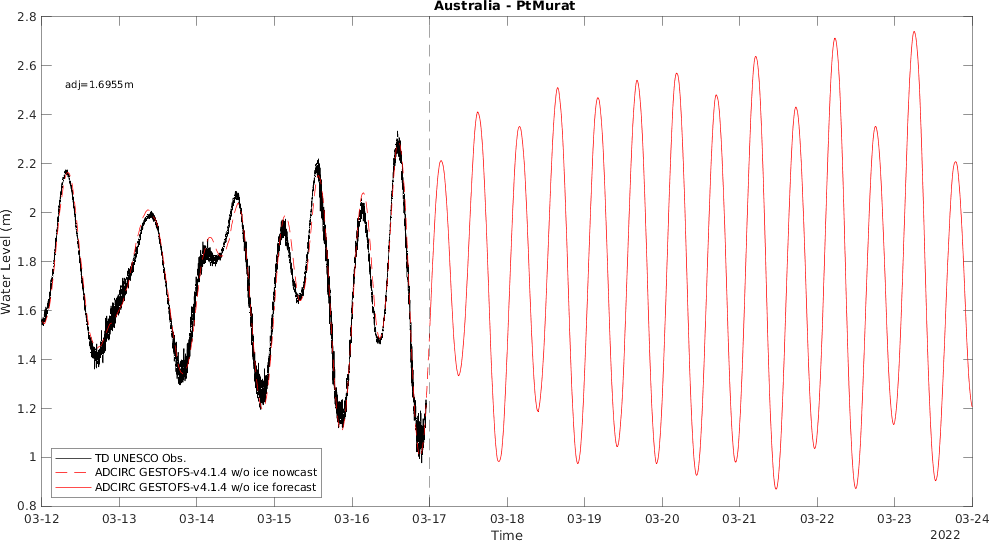 Australia - PtMurat
2.8
2.6
2.4
2.2
2
1.8
1.6
1.4
1.2
1
0.8
Water Level (m)
adj=1.6955m
TD UNESCO Obs.
ADCIRC GESTOFS-v4.1.4 w/o ice nowcast
ADCIRC GESTOFS-v4.1.4 w/o ice forecast
03-12 03-13 03-14 03-15 03-16 03-17 03-18 03-19 03-20 03-21 03-22 03-23 03-24
Time
2022